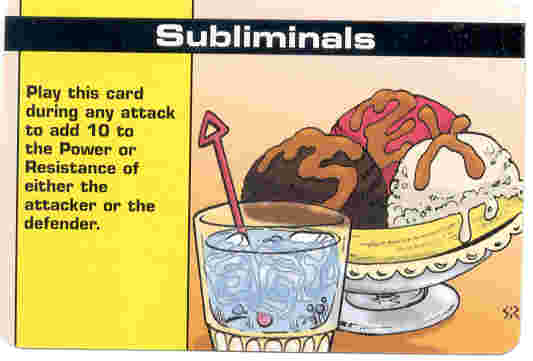 Subliminals
Play this card
during any attack
to add 10 to
the Power or
Resistance of
either the
attacker or the
defender.
S E X
SR